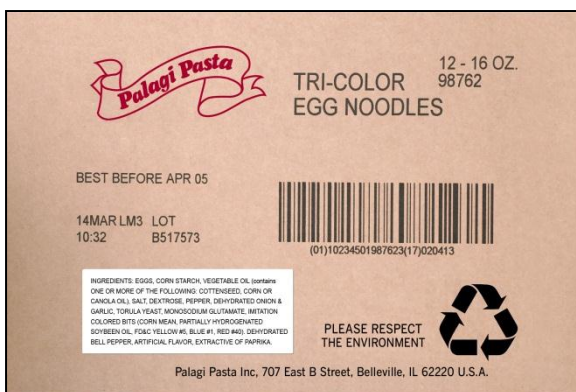 Palagi Pasta
TRI-COLOR
EGG NOODLES
12 - 16 OZ.
98762
BEST BEFORE APR 05
14MAR LM3 LOT
10:32 B517573
(01)10234501987623(17)020413
INGREDIENTS: EGGS, CORN STARCH, VEGETABLE OIL (contains
ONE OR MORE OF THE FOLLOWING: COTTENSEED, CORN OR
CANOLA OIL), SALT, DEXTROSE, PEPPER, DEHYDRATED ONION &
GARLIC, TORULA YEAST, MONOSODIUM GLUTAMATE, IMITATION
COLORED BITS (CORN MEAN, PARTIALLY HYDROGENATED
SOYBEEN OIL, FD&C YELLOW #5, BLUE #1, RED #40), DEHYDRATED
BELL PEPPER, ARTIFICIAL FLAVOR, EXTRACTIVE OF PAPRIKA.
PLEASE RESPECT
THE ENVIRONMENT
Palagi Pasta Inc, 707 East B Street, Belleville, IL 62220 U.S.A.